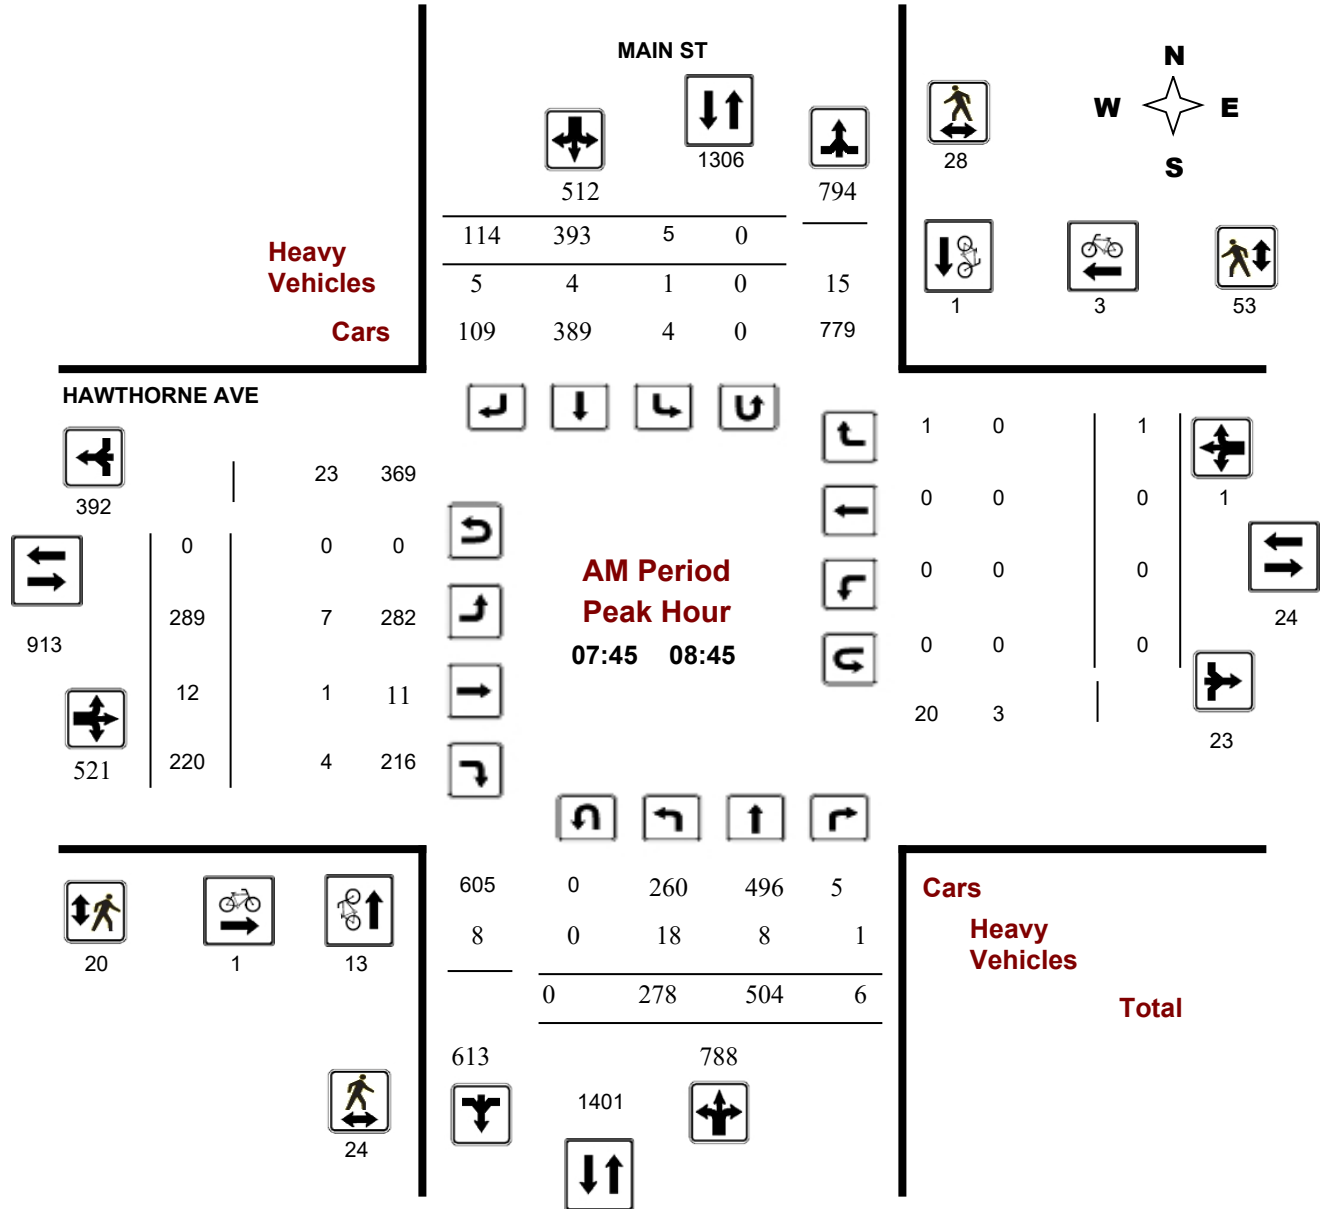 MAIN ST
N
W E
S
1306
28
512 794
114 393 5 0
Heavy
Vehicles
5 4 1 0 15
1 3 53
Cars
109 389 4 0 779
HAWTHORNE AVE
1 0 1
23 369
392
0 0 0
1
0 0 0
AM Period
Peak Hour
07:45 08:45
0 0 0
289 7 282
24
913
0 0 0
12 1 11
20 3
23
521
220 4 216
605 0 260 496 5
Cars
8 0 18 8 1
Heavy
Vehicles
20 1 13
0 278 504 6
Total
613 788
1401
24